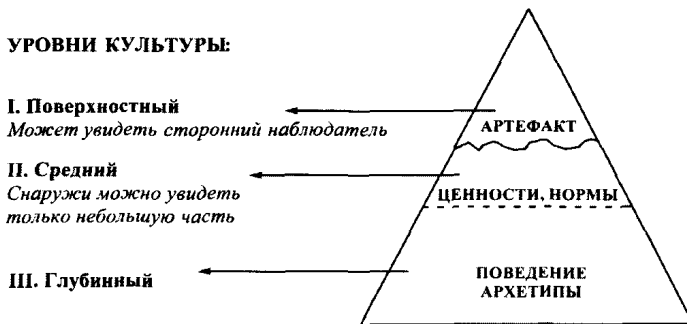 УРОВНИ КУЛЬТУРЫ:
I. Поверхностный
Может увидеть сторонний наблюдатель
II. Средний
Снаружи можно увидеть
только небольшую часть
III. Глубинный
АРТЕФАКТ
ЦЕННОСТИ, НОРМЫ
ПОВЕДЕНИЕ
АРХЕТИПЫ